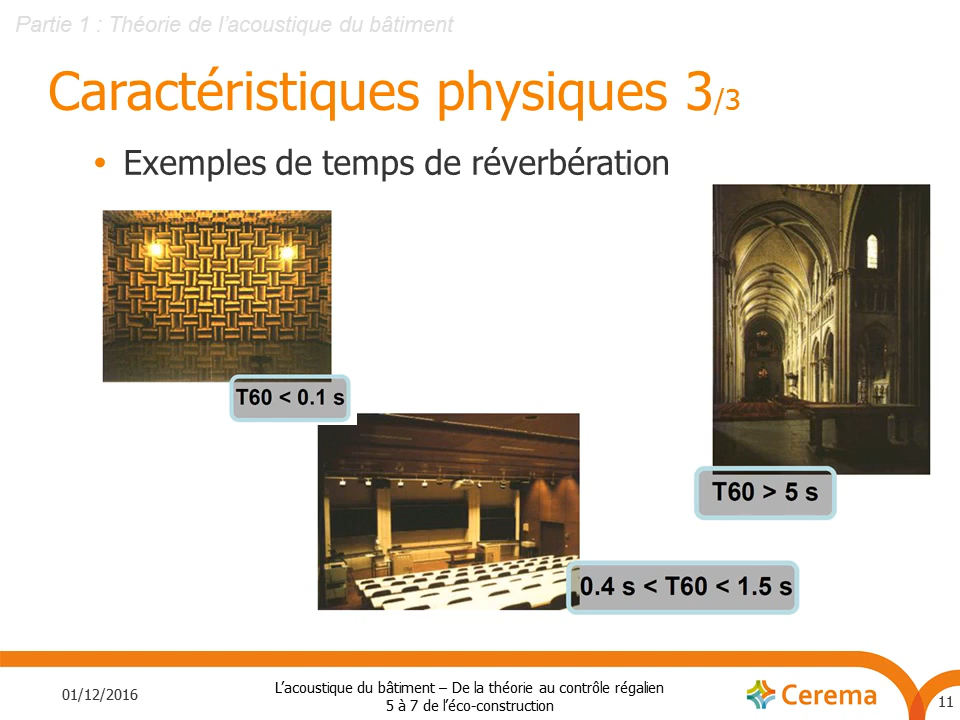 Partie 1 : Théorie de l’acoustique du bâtiment
Caractéristiques physiques 3/3
• Exemples de temps de réverbération
T60 < 0.1 s
T60 > 5 s
0.4 s < T60 < 1.5 s
01/12/2016
L’acoustique du bâtiment – De la théorie au contrôle régalien
5 à 7 de l’éco-construction
Cerema
11